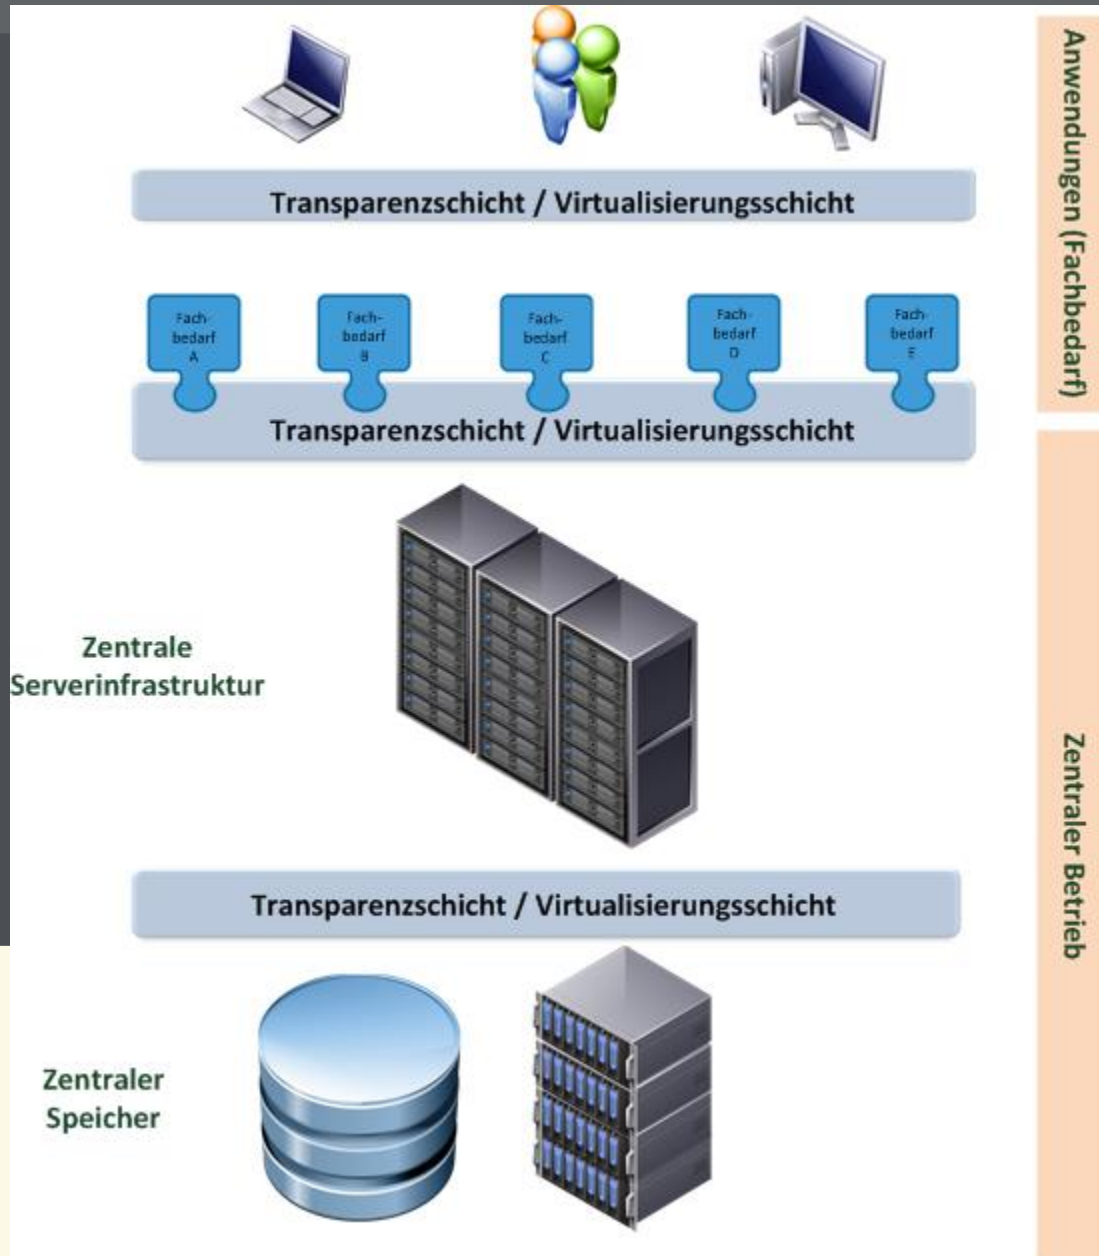 Transparenzschicht / Virtualisierungsschicht
Fach-
bedarf
A
Fach-
bedarf
B
Fach-
bedarf
C
Fach-
bedarf
D
Fach-
bedarf
E
Transparenzschicht / Virtualisierungsschicht
Anwendungen (Fachbedarf)
Zentrale
Serverinfrastruktur
Transparenzschicht / Virtualisierungsschicht
Zentraler
Speicher
Zentraler Betrieb